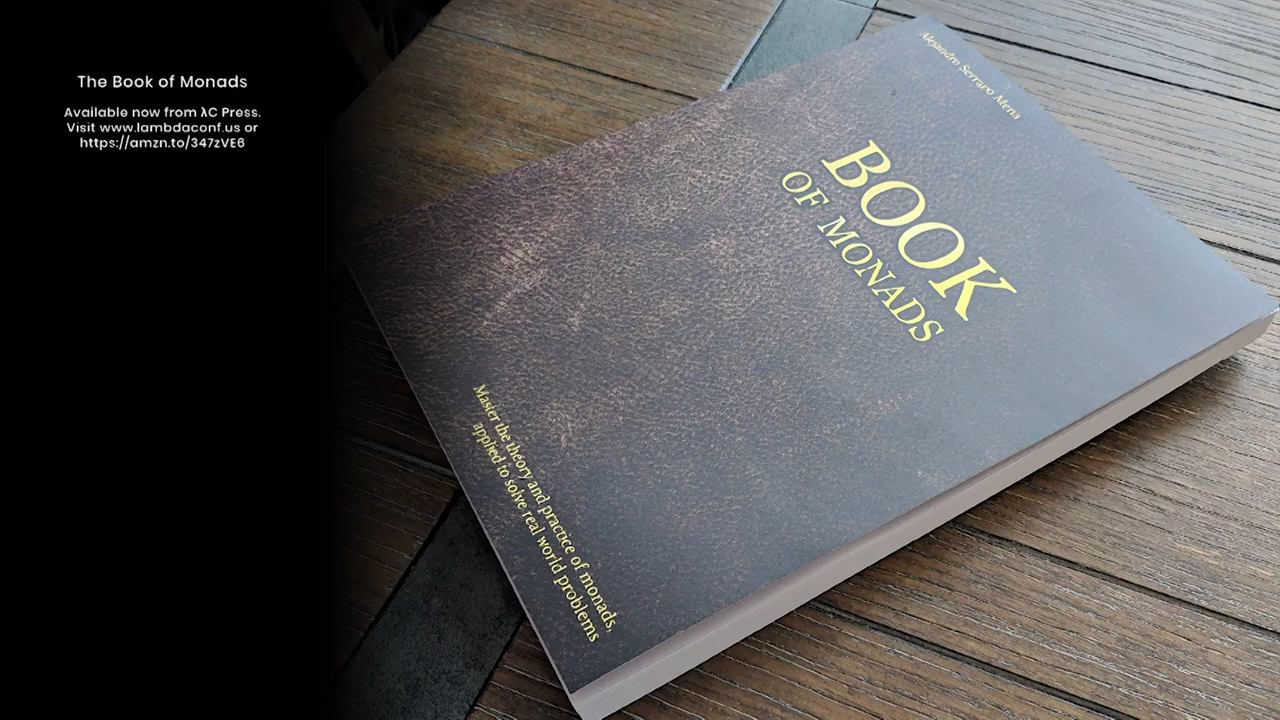 The Book of Monads
Available now from λC Press.
Visit www.lambdaconf.us or
https://amzn.to/347zVE6
Alejandro Serrano Mena
BOOK
OF MONADS
Master the theory and practice of monads,
applied to solve real world problems